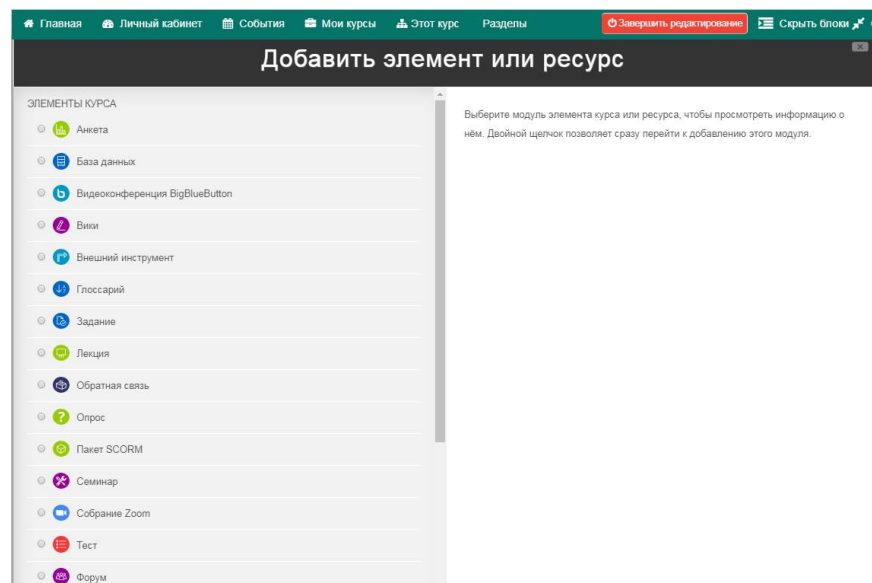 Главная Личный кабинет События Мои курсы Этот курс Разделы Завершить редактирование Скрыть блоки
Добавить элемент или ресурс
ЭЛЕМЕНТЫ КУРСА
Анкета
База данных
Видеоконференция BigBlueButton
Вики
Внешний инструмент
Глоссарий
Задание
Лекция
Обратная связь
Опрос
Пакет SCORM
Семинар
Собрание Zoom
Тест
Форум
Выберите модуль элемента курса или ресурса, чтобы просмотреть информацию о
нём. Двойной щелчок позволяет сразу перейти к добавлению этого модуля.